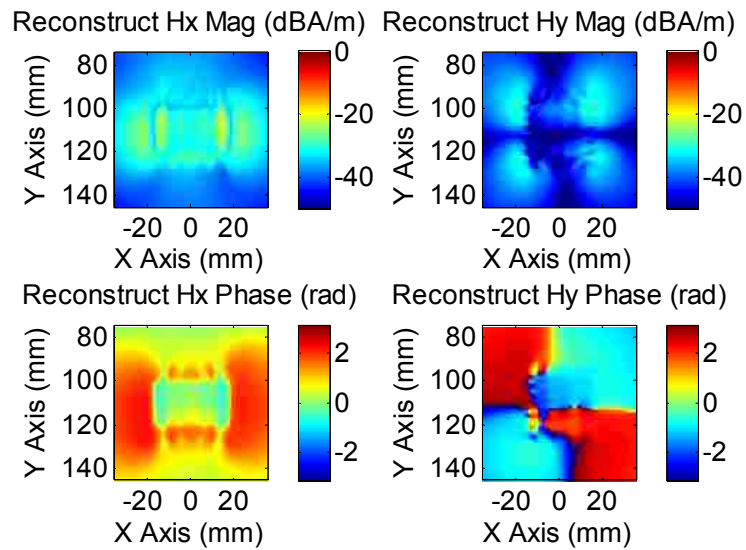 Reconstruct Hx Mag (dBA/m) Reconstruct Hy Mag (dBA/m)
Y Axis (mm) 80 100 120 140 0 -20 -40 Y Axis (mm) 80 100 120 140 0 -20 -40
-20 0 20 -20 0 20
X Axis (mm) X Axis (mm)
Reconstruct Hx Phase (rad) Reconstruct Hy Phase (rad)
Y Axis (mm) 80 100 120 140 2 0 -2 Y Axis (mm) 80 100 120 140 2 0 -2
-20 0 20 -20 0 20
X Axis (mm) X Axis (mm)